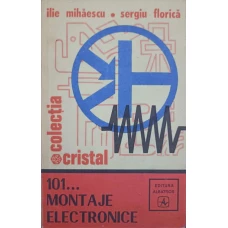 ilie mihăescu • sergiu florică
colecția
cristal
101...
MONTAJE
ELECTRONICE
EDITURA
ALBATROS